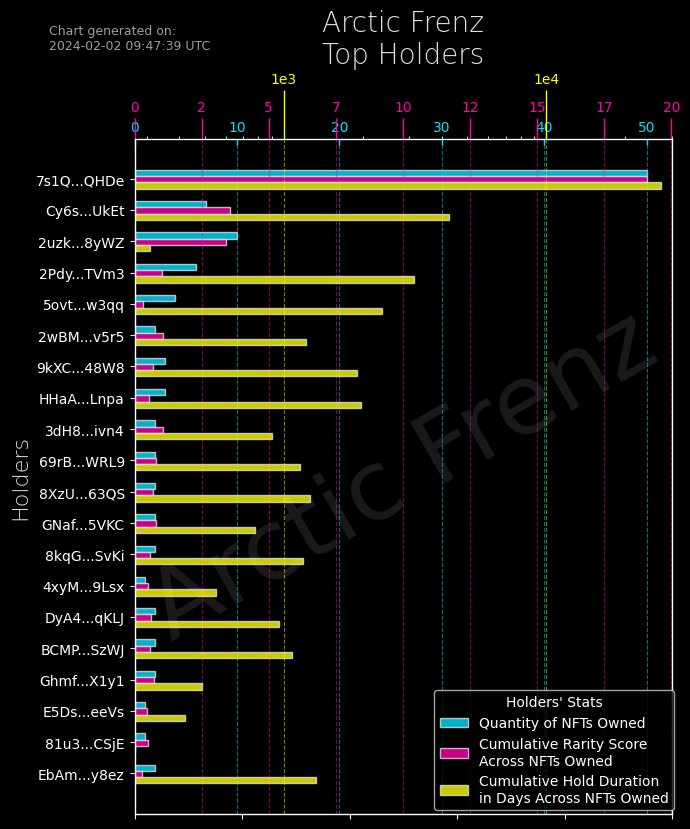 Chart generated on:
2024-02-02 09:47:39 UTC
Arctic Frenz
Top Holders
1e3 1e4
0 2 5 7 10 12 15 17 20
0 10 20 30 40 50
7s1Q...QHDe
Cy6s...UkEt
2uzk...8yWZ
2Pdy...TVm3
5ovt...w3qq
2wBM...v5r5
9kXC...48W8
HHaA...Lnpa
3dH8...ivn4
69rB...WRL9
8XzU...63QS
GNaf...5VKC
8kqG...SvKi
4xyM...9Lsx
DyA4...qKLJ
BCMP...SzWJ
Ghmf...X1y1
E5Ds...eeVs
81u3...CSjE
EbAm...y8ez
Holders
Arctic Frenz
Holders' Stats
Quantity of NFTs Owned
Cumulative Rarity Score
Across NFTs Owned
Cumulative Hold Duration
in Days Across NFTs Owned